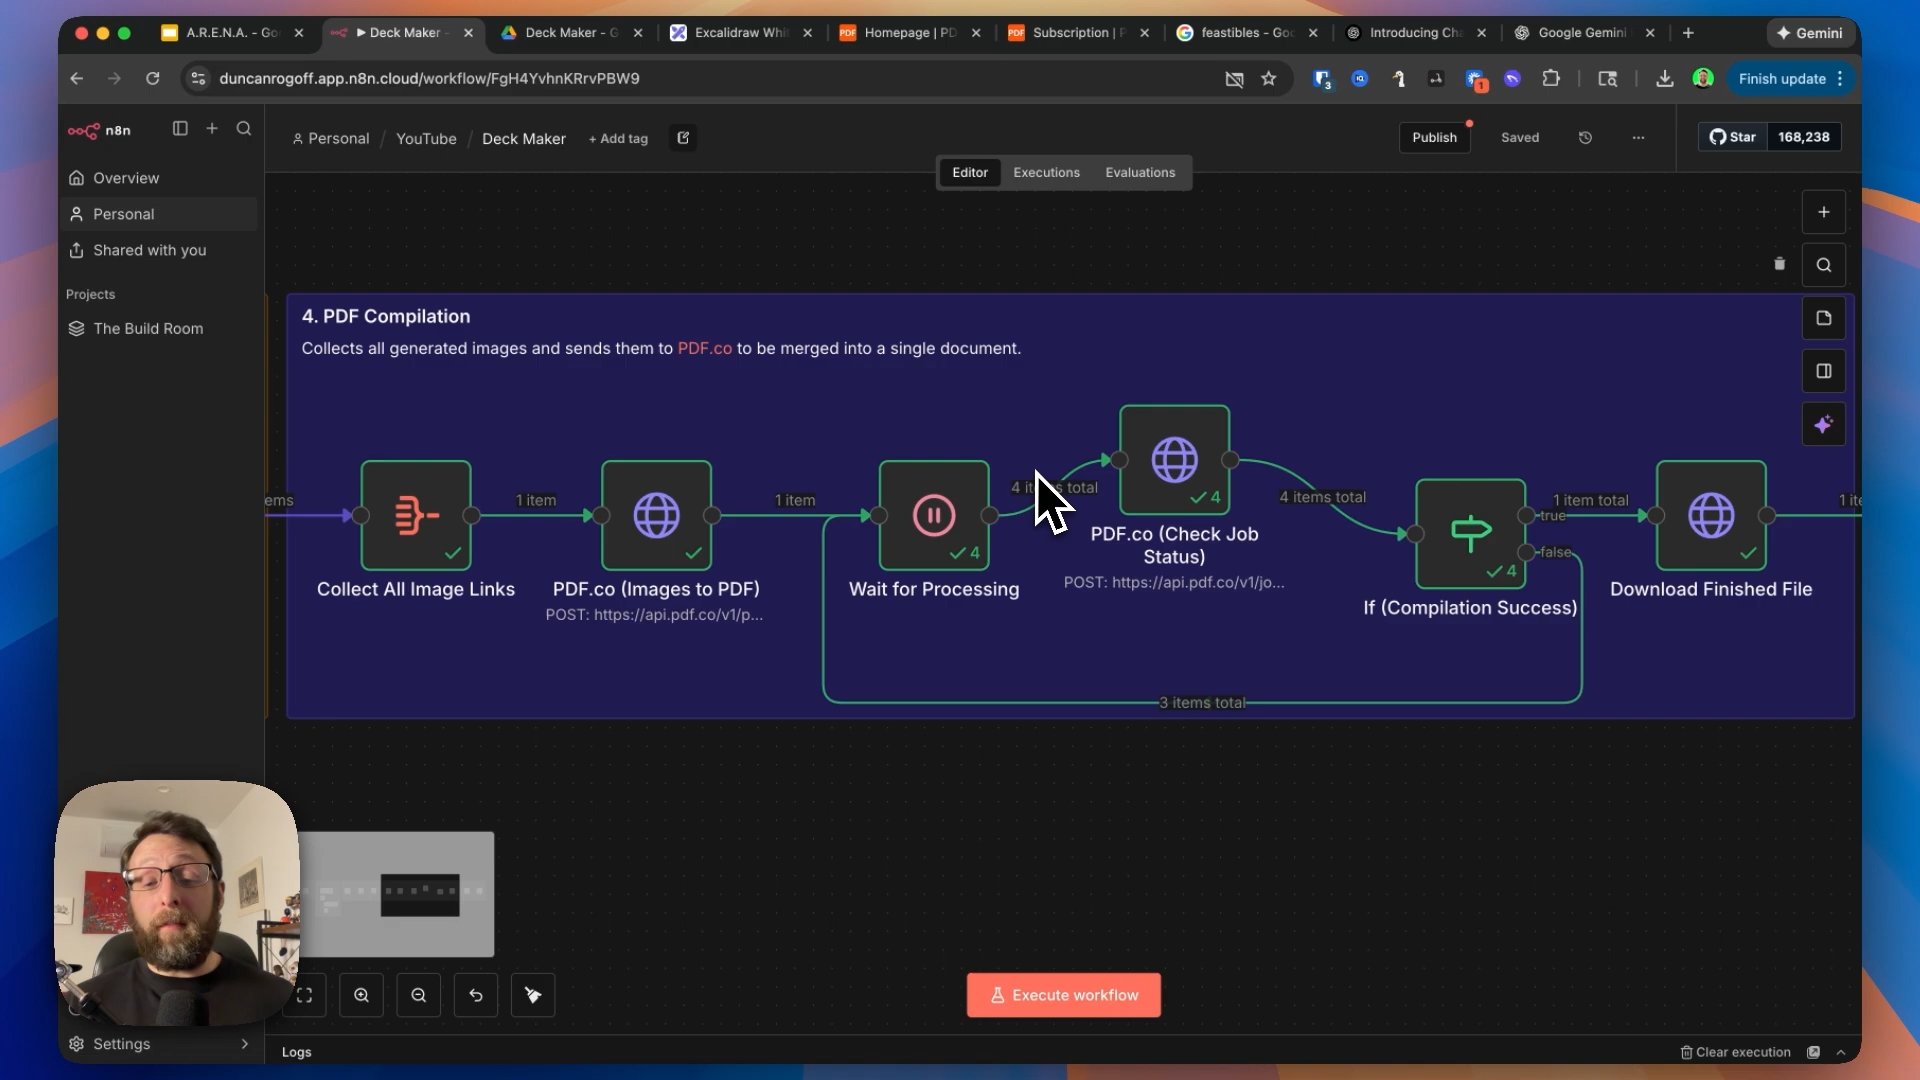 A.R.E.N.A. - Go
Deck Maker -
Deck Maker - G
Excalidraw Whit
PDF
Homepage | PD
PDF
Subscription | P
feastibles - Goo
Introducing Ch
Google Gemini
Gemini
duncanrogoff.app.n8n.cloud/workflow/FgH4YvhnKRrvPBW9
3
1
Finish update
n8n
Personal / YouTube / Deck Maker + Add tag
Publish
Saved
Star 168,238
Editor Executions Evaluations
Overview
Personal
Shared with you
Projects
The Build Room
4. PDF Compilation
Collects all generated images and sends them to PDF.co to be merged into a single document.
ems
1 item
1 item
4 items total
4 items total
1 item total
1 ite
true
false
4
4
4
Collect All Image Links
PDF.co (Images to PDF)
POST: https://api.pdf.co/v1/p...
Wait for Processing
PDF.co (Check Job
Status)
POST: https://api.pdf.co/v1/jo...
If (Compilation Success)
Download Finished File
3 items total
Execute workflow
Settings
Logs
Clear execution